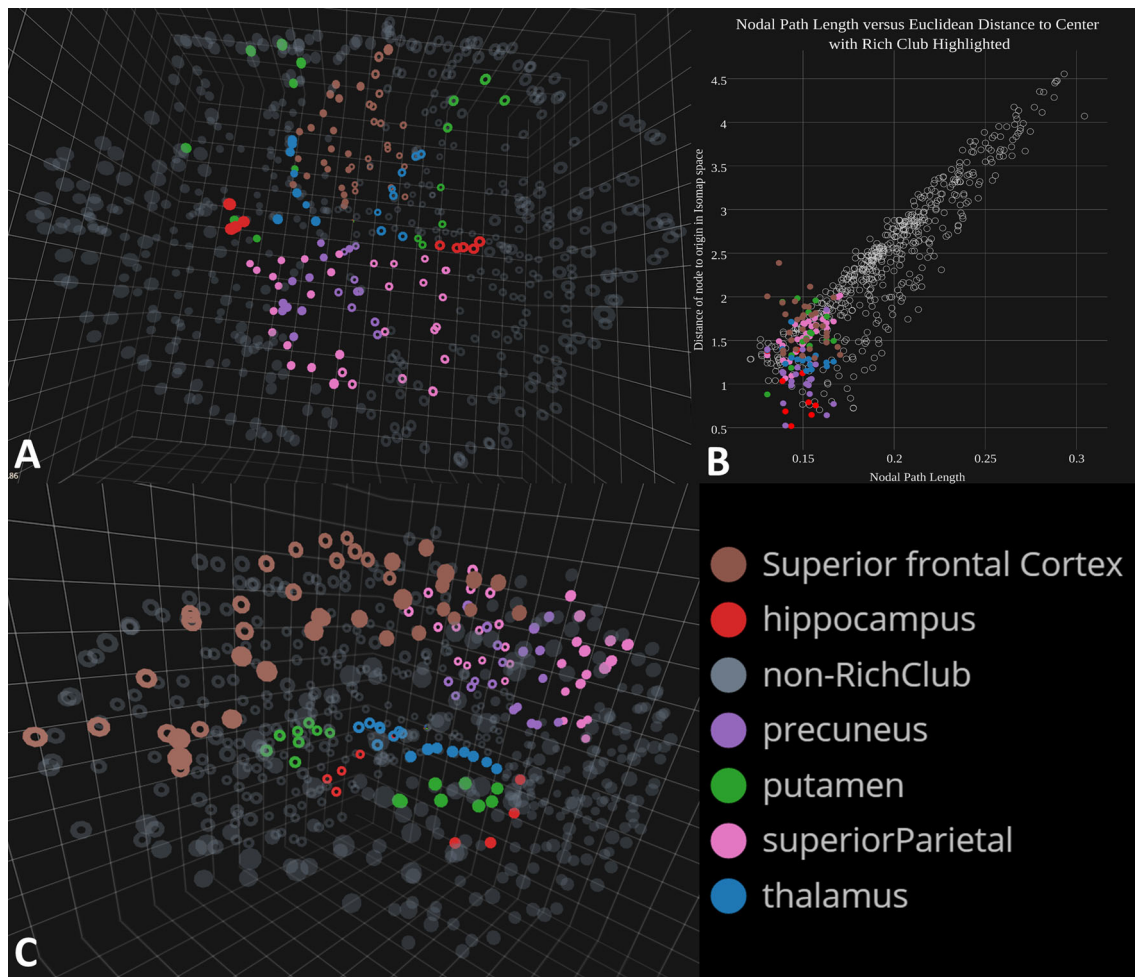 Nodal Path Length versus Euclidean Distance to Center
with Rich Club Highlighted
Distance of node to origin in Isomap space
4.5
4
3.5
3
2.5
2
1.5
1
0.5
0.15
0.2
0.25
0.3
Nodal Path Length
A
.86
B
C
Superior frontal Cortex
hippocampus
non-RichClub
precuneus
putamen
superiorParietal
thalamus